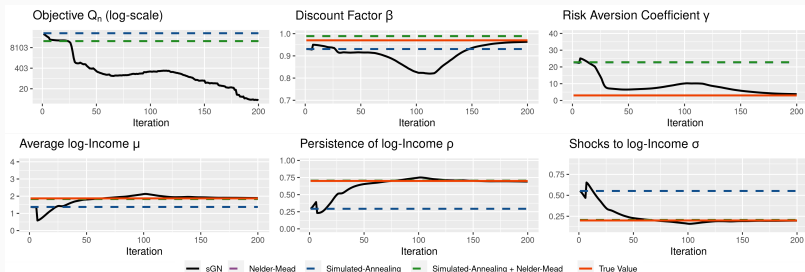 Objective Qn (log-scale)
Discount Factor β
Risk Aversion Coefficient γ
8103
403
20
0 50 100 150 200
Iteration
1.0
0.9
0.8
0.7
0 50 100 150 200
Iteration
40
30
20
10
0
0 50 100 150 200
Iteration
Average log-Income μ
Persistence of log-Income ρ
Shocks to log-Income σ
4
3
2
1
0
0 50 100 150 200
Iteration
1.00
0.75
0.50
0.25
0.00
0 50 100 150 200
Iteration
0.75
0.50
0.25
0 50 100 150 200
Iteration
sGN Nelder-Mead Simulated-Annealing Simulated-Annealing + Nelder-Mead True Value